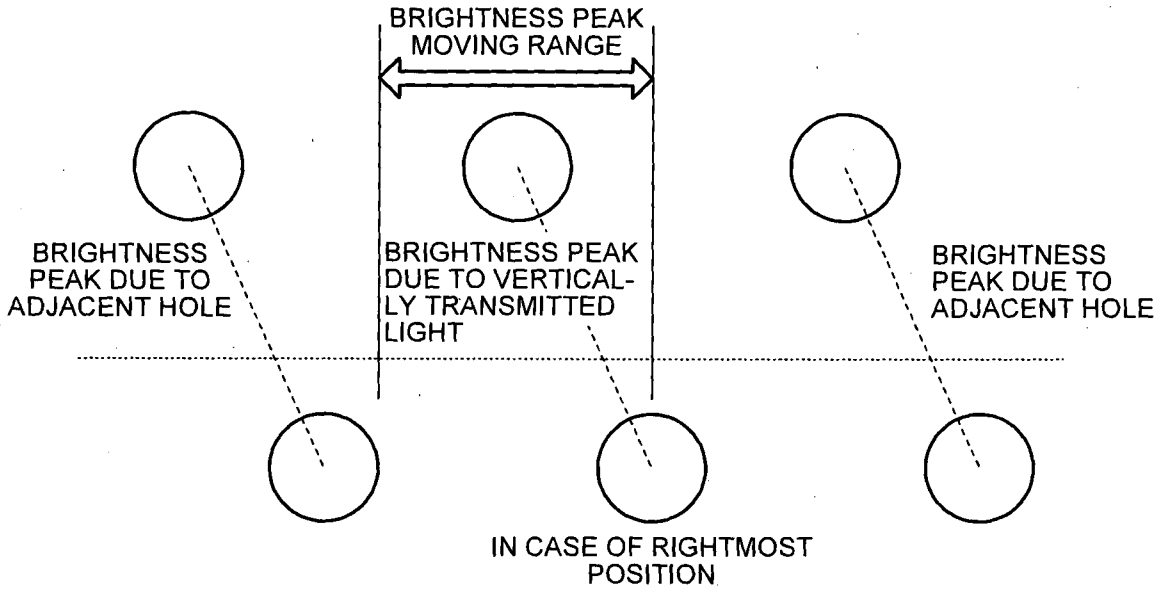 BRIGHTNESS PEAK
MOVING RANGE
BRIGHTNESS
PEAK DUE TO
ADJACENT HOLE
BRIGHTNESS PEAK
DUE TO VERTICAL-
LY TRANSMITTED
LIGHT
BRIGHTNESS
PEAK DUE TO
ADJACENT HOLE
IN CASE OF RIGHTMOST
POSITION